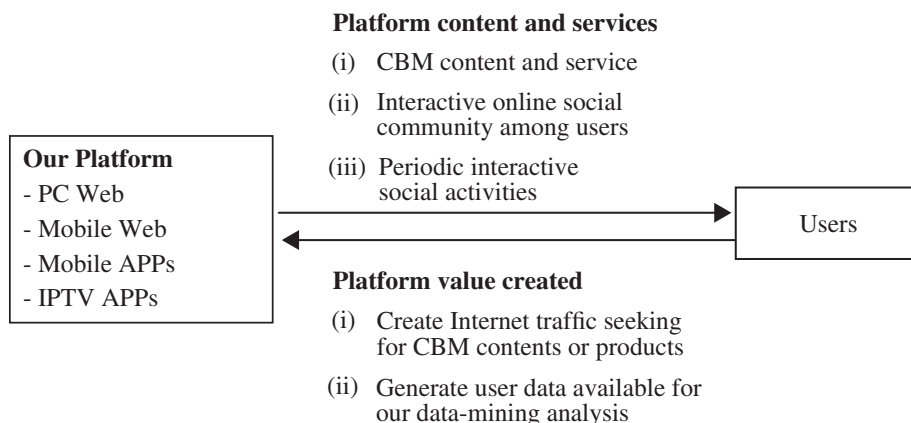 Platform content and services
(i) CBM content and service
(ii) Interactive online social
community among users
(iii) Periodic interactive
social activities
Our Platform
- PC Web
- Mobile Web
- Mobile APPs
- IPTV APPs
Users
Platform value created
(i) Create Internet traffic seeking
for CBM contents or products
(ii) Generate user data available for
our data-mining analysis